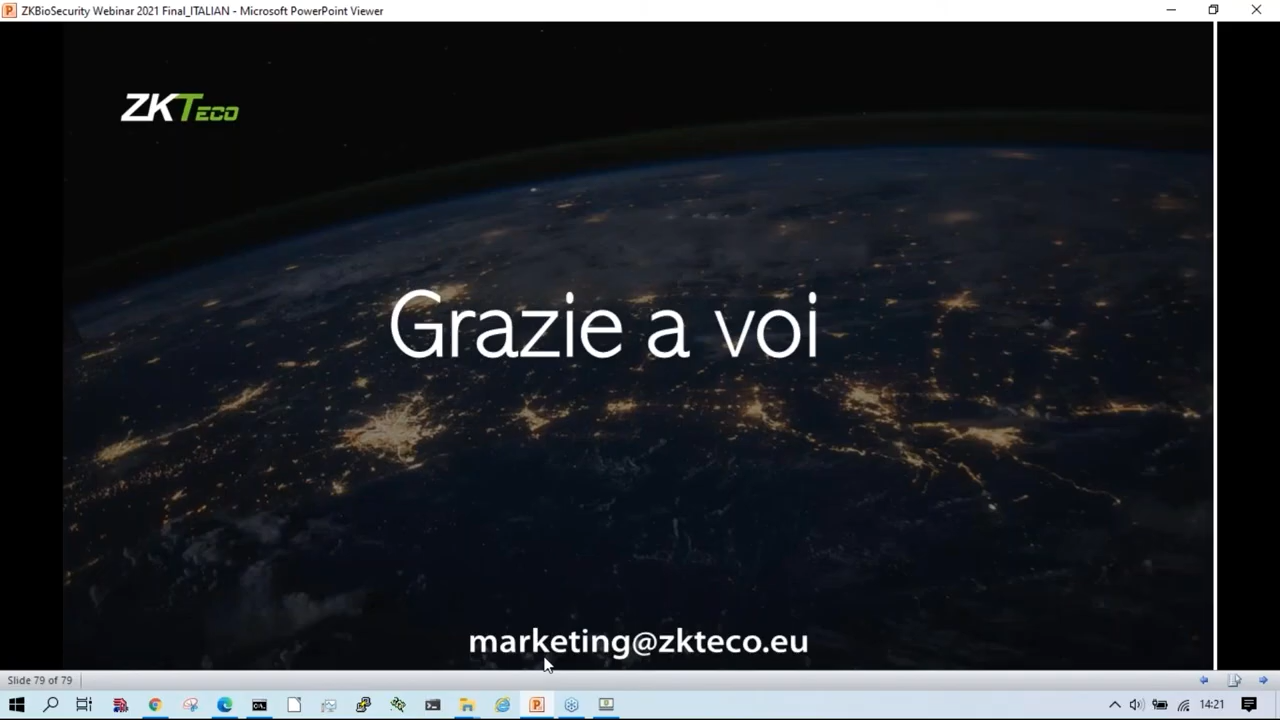 ZKBioSecurity Webinar 2021 Final_ITALIAN - Microsoft PowerPoint Viewer
ZKTECO
Grazie a voi
marketing@zkteco.eu
Slide 79 of 79
14:21